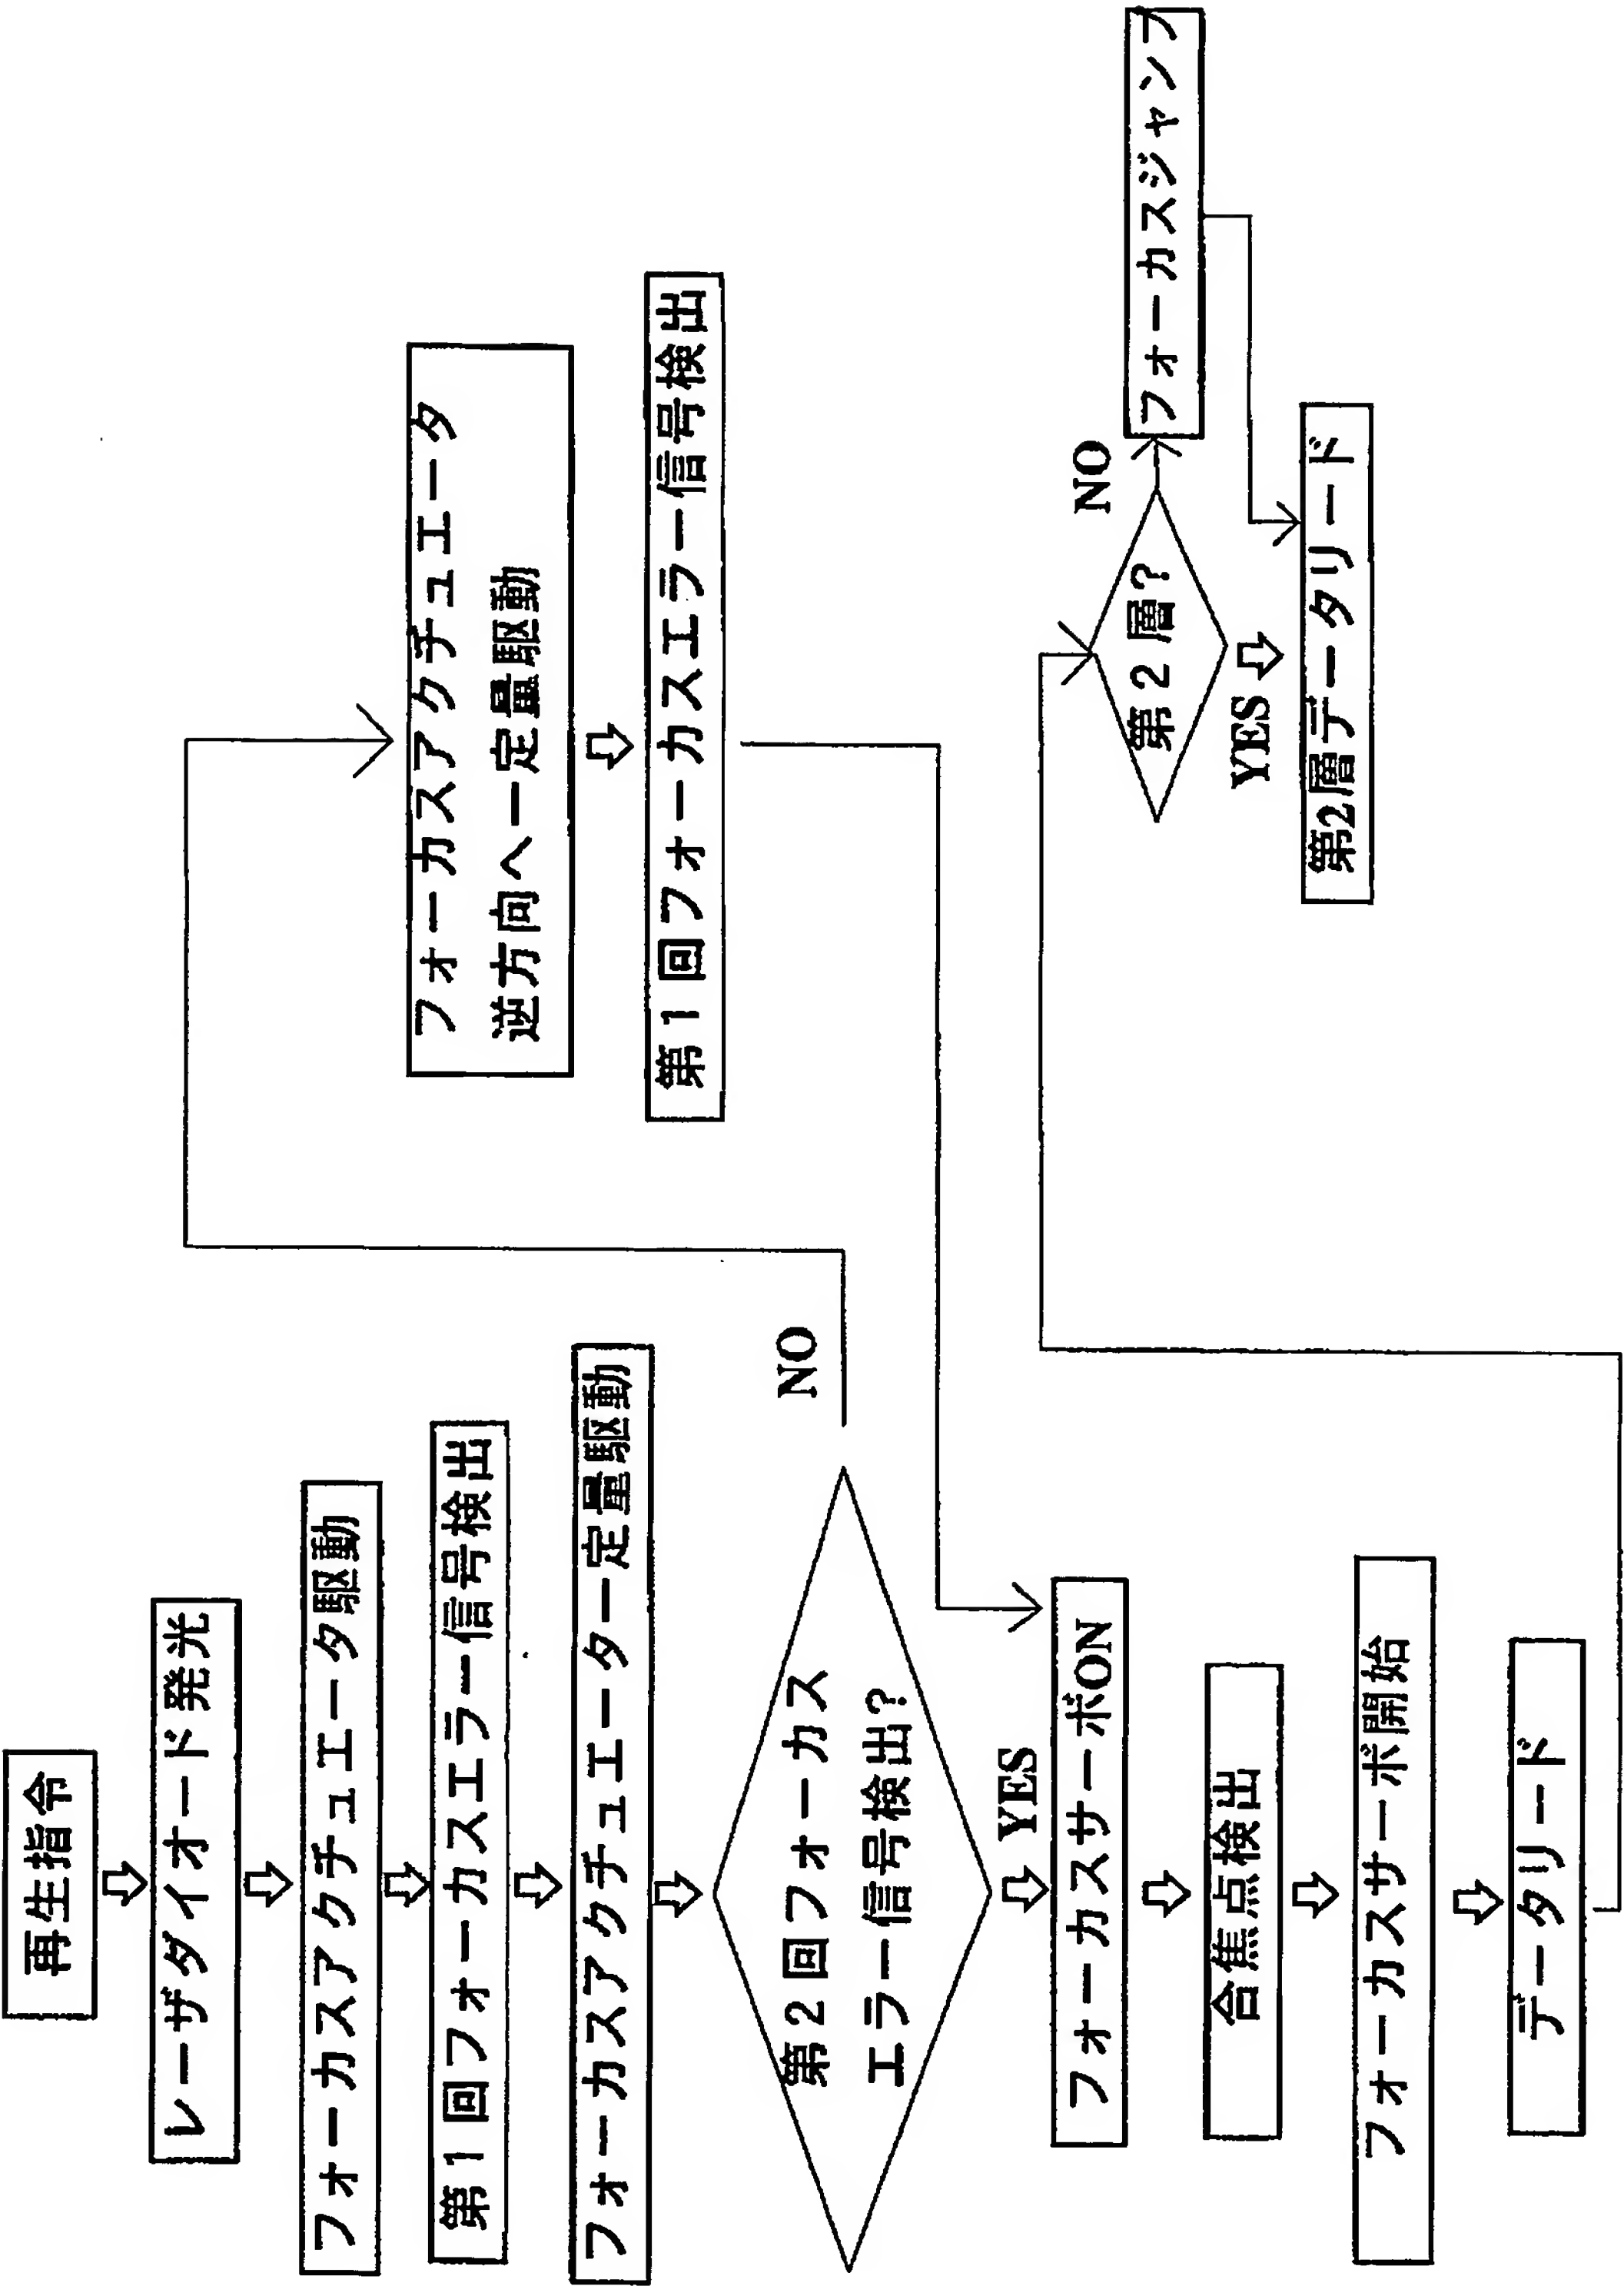 再生指令
レーザダイオード発光
フォーカスアクチュエータ駆動
第1回フォーカスエラー信号検出
フォーカスアクチュエーター定量駆動
第2回フォーカス
エラー信号検出?
NO
YES
フォーカスサーボON
合焦点検出
フォーカスサーボ開始
データリード
フォーカスアクチュエータ
逆方向へ一定量駆動
第1回フォーカスエラー信号検出
第2層?
NO
YES
フォーカスジャンプ
第2層データリード